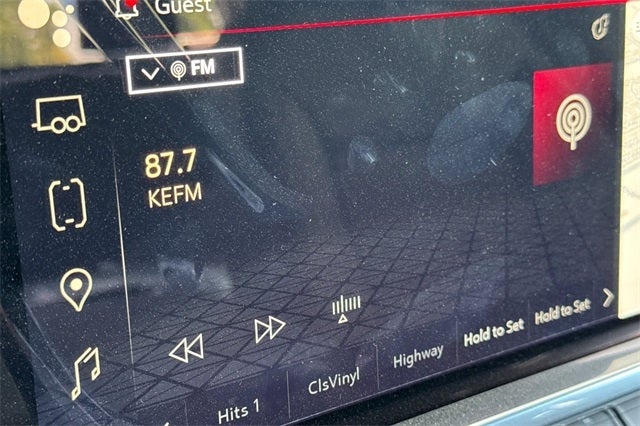 Guest
FM
87.7
KEFM
Hits 1
ClsVinyl
Highway
Hold to Set
Hold to Set